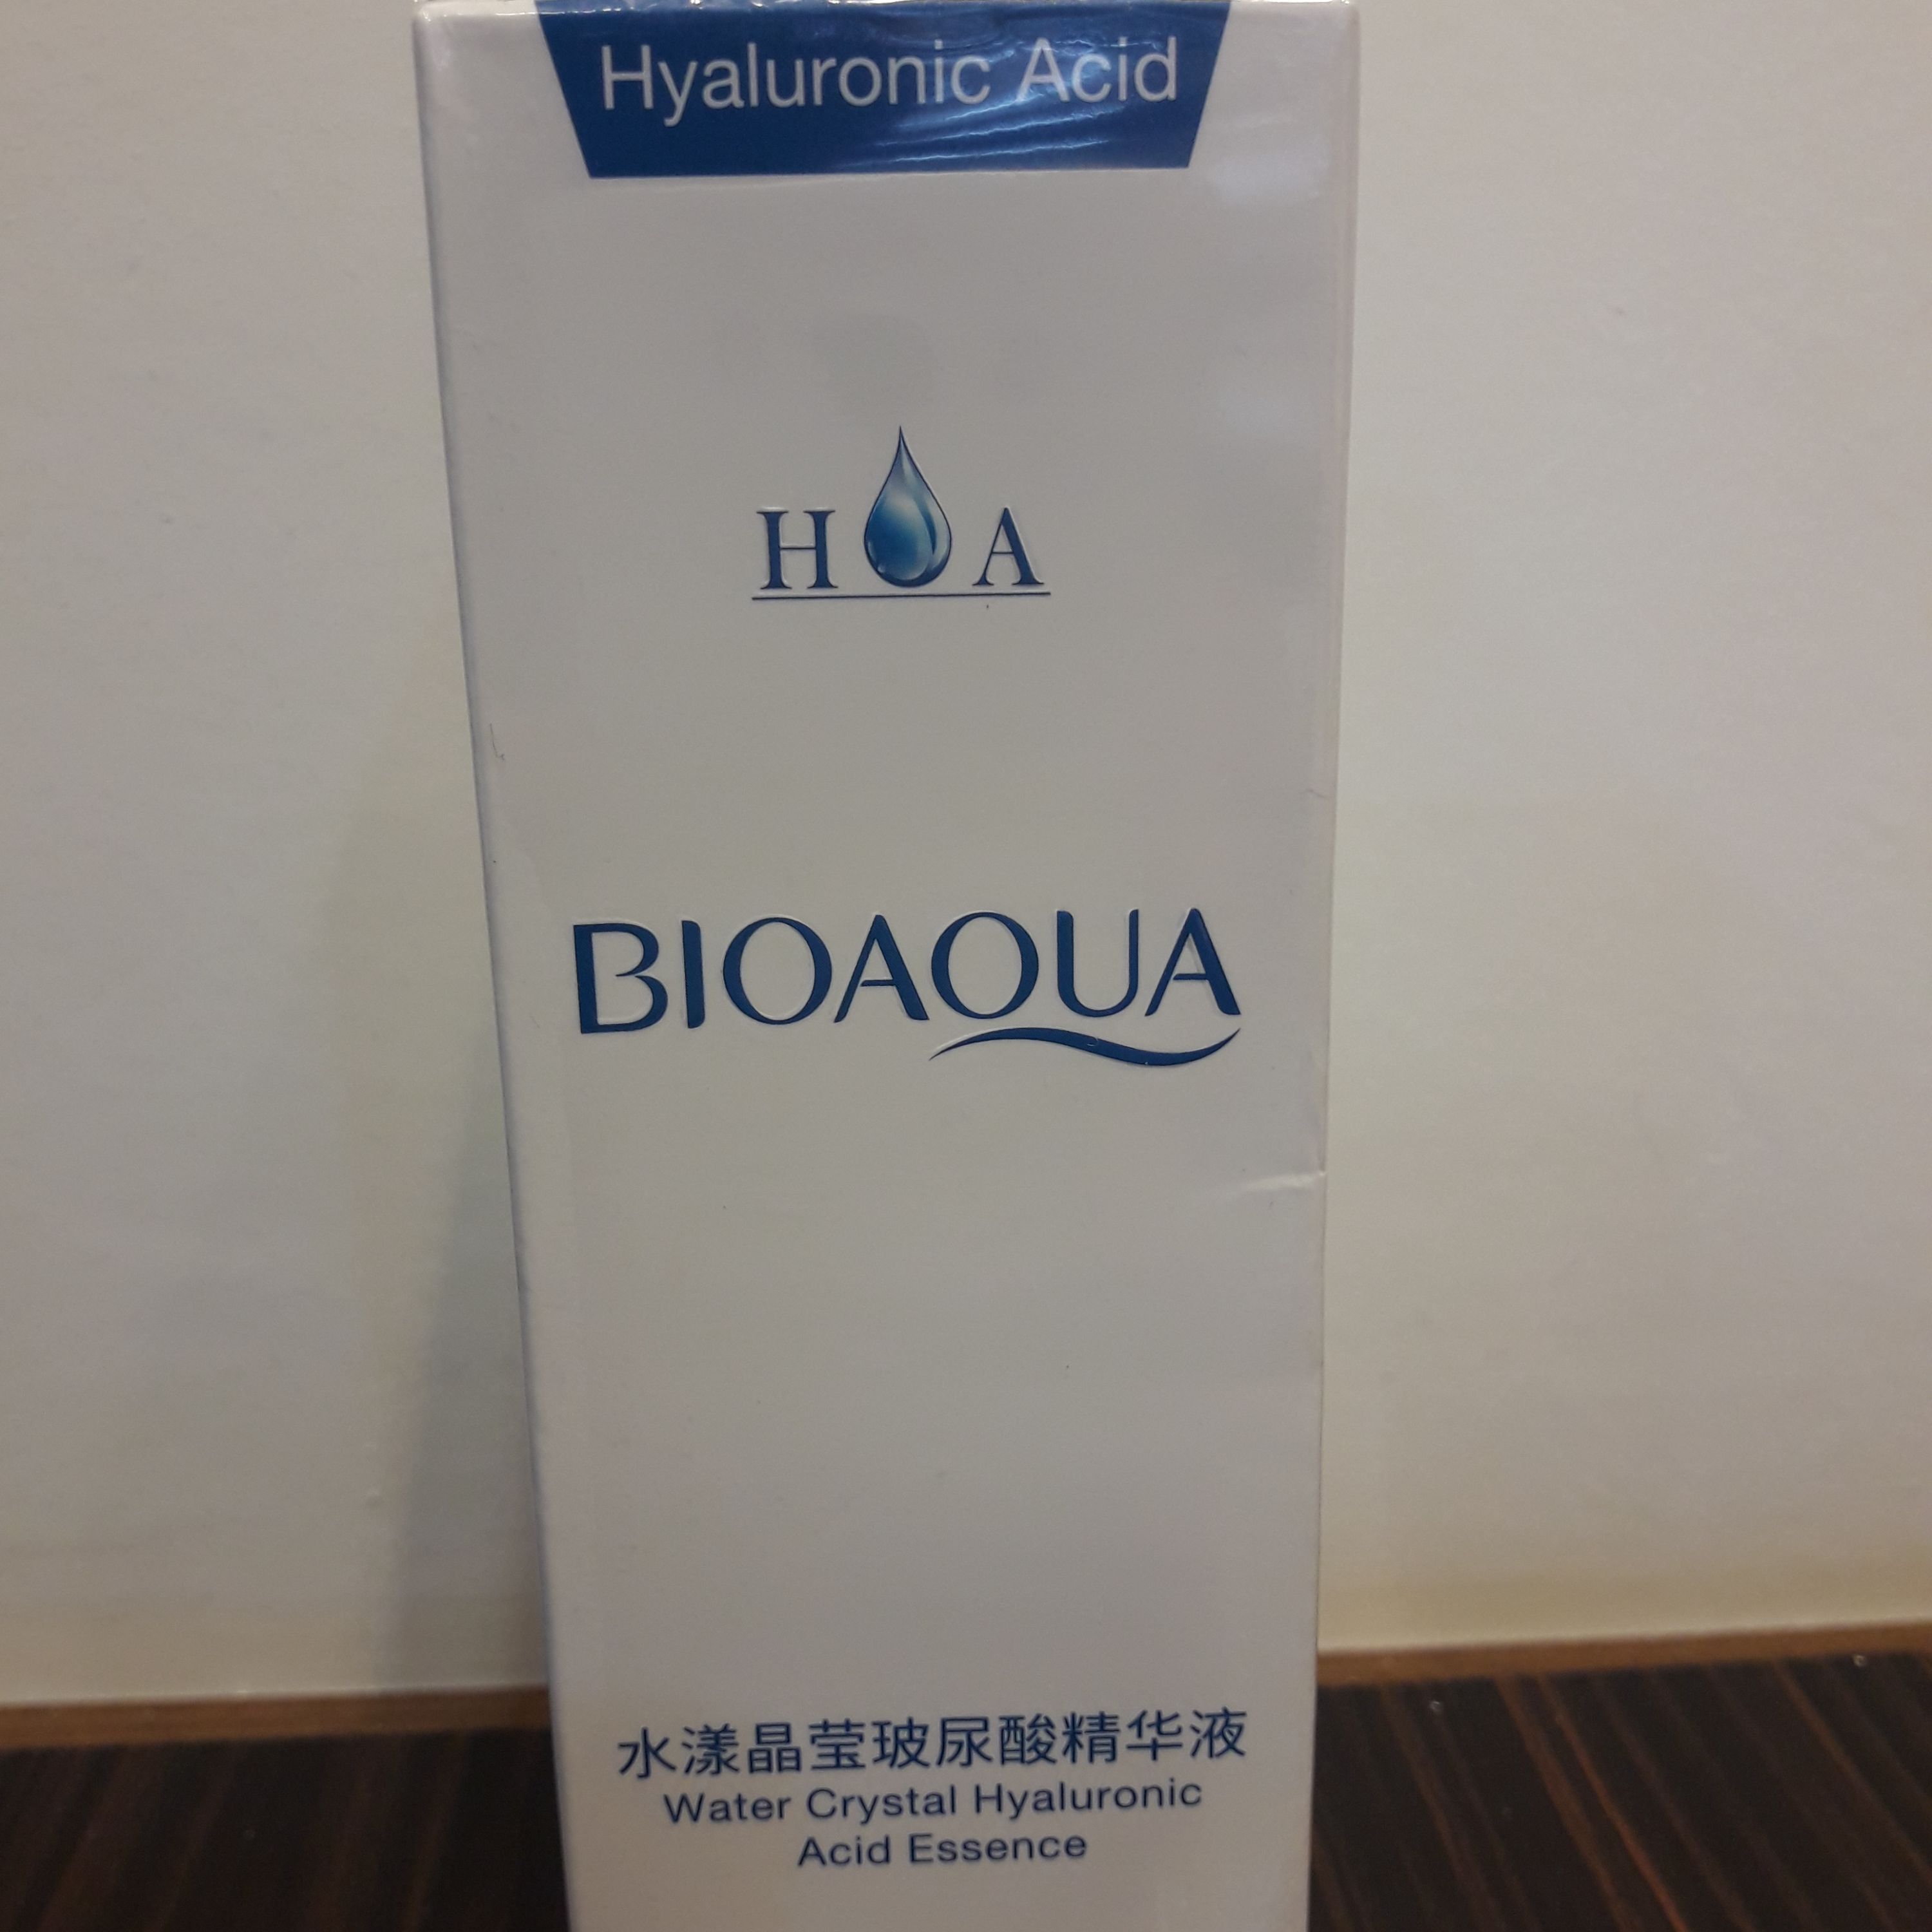 Hyaluronic Acid
H A
BIOAQUA
水漾晶莹玻尿酸精华液
Water Crystal Hyaluronic
Acid Essence